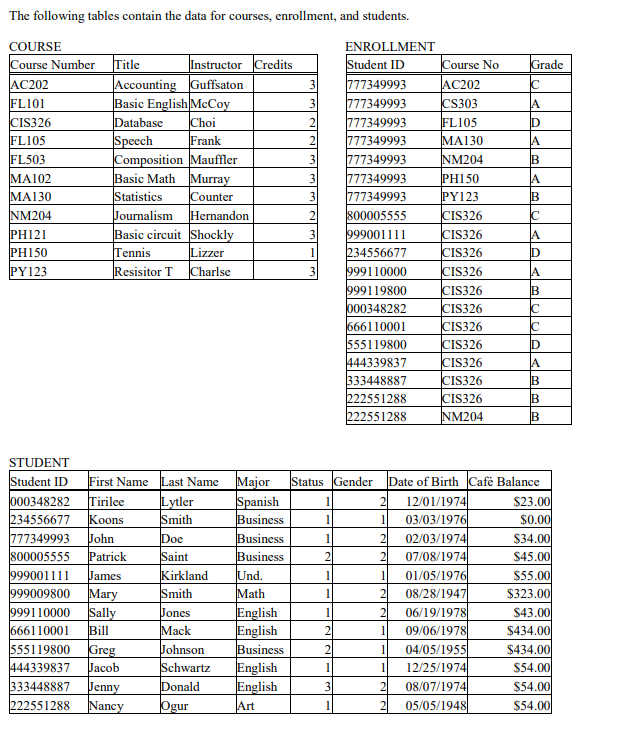 The following tables contain the data for courses, enrollment, and students.
COURSE
Course Number Title Instructor Credits
AC202 Accounting Guffsaton 3
FL101 Basic English McCoy 3
CIS326 Database Choi 2
FL105 Speech Frank 2
FL503 Composition Mauffler 3
MA102 Basic Math Murray 3
MA130 Statistics Counter 3
NM204 Journalism Hernandon 2
PH121 Basic circuit Shockly 3
PH150 Tennis Lizzer 1
PY123 Resisitor T Charlse 3
ENROLLMENT
Student ID Course No Grade
777349993 AC202 C
777349993 CS303 A
777349993 FL105 D
777349993 MA130 A
777349993 NM204 B
777349993 PH150 A
777349993 PY123 B
800005555 CIS326 C
999001111 CIS326 A
234556677 CIS326 D
999110000 CIS326 A
999119800 CIS326 B
000348282 CIS326 C
666110001 CIS326 C
555119800 CIS326 D
444339837 CIS326 A
333448887 CIS326 B
222551288 CIS326 B
222551288 NM204 B
STUDENT
Student ID First Name Last Name Major Status Gender Date of Birth Café Balance
000348282 Tirilee Lytler Spanish 1 2 12/01/1974 $23.00
234556677 Koons Smith Business 1 1 03/03/1976 $0.00
777349993 John Doe Business 1 2 02/03/1974 $34.00
800005555 Patrick Saint Business 2 2 07/08/1974 $45.00
999001111 James Kirkland Und. 1 1 01/05/1976 $55.00
999009800 Mary Smith Math 1 2 08/28/1947 $323.00
999110000 Sally Jones English 1 2 06/19/1978 $43.00
666110001 Bill Mack English 2 1 09/06/1978 $434.00
555119800 Greg Johnson Business 2 1 04/05/1955 $434.00
444339837 Jacob Schwartz English 1 1 12/25/1974 $54.00
333448887 Jenny Donald English 3 2 08/07/1974 $54.00
222551288 Nancy Ogur Art 1 2 05/05/1948 $54.00